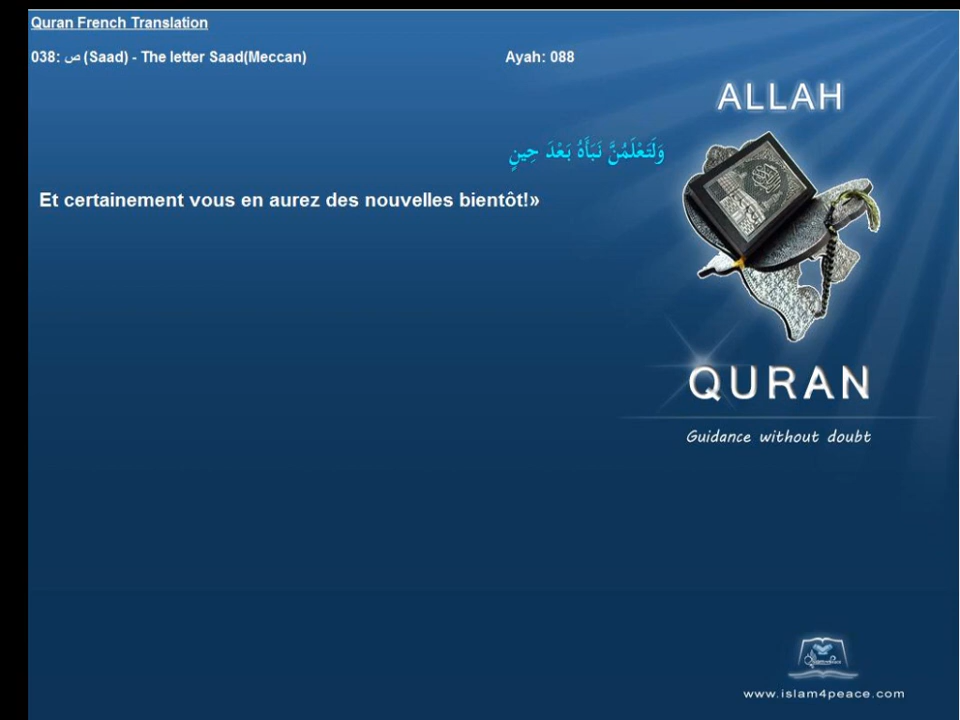 Quran French Translation
038: ص (Saad) - The letter Saad(Meccan) Ayah: 088
ALLAH
وَلَتَعْلَمُنَّ نَبَأَهُ بَعْدَ حِينٍ
Et certainement vous en aurez des nouvelles bientôt!»
QURAN
Guidance without doubt
www.islam4peace.com